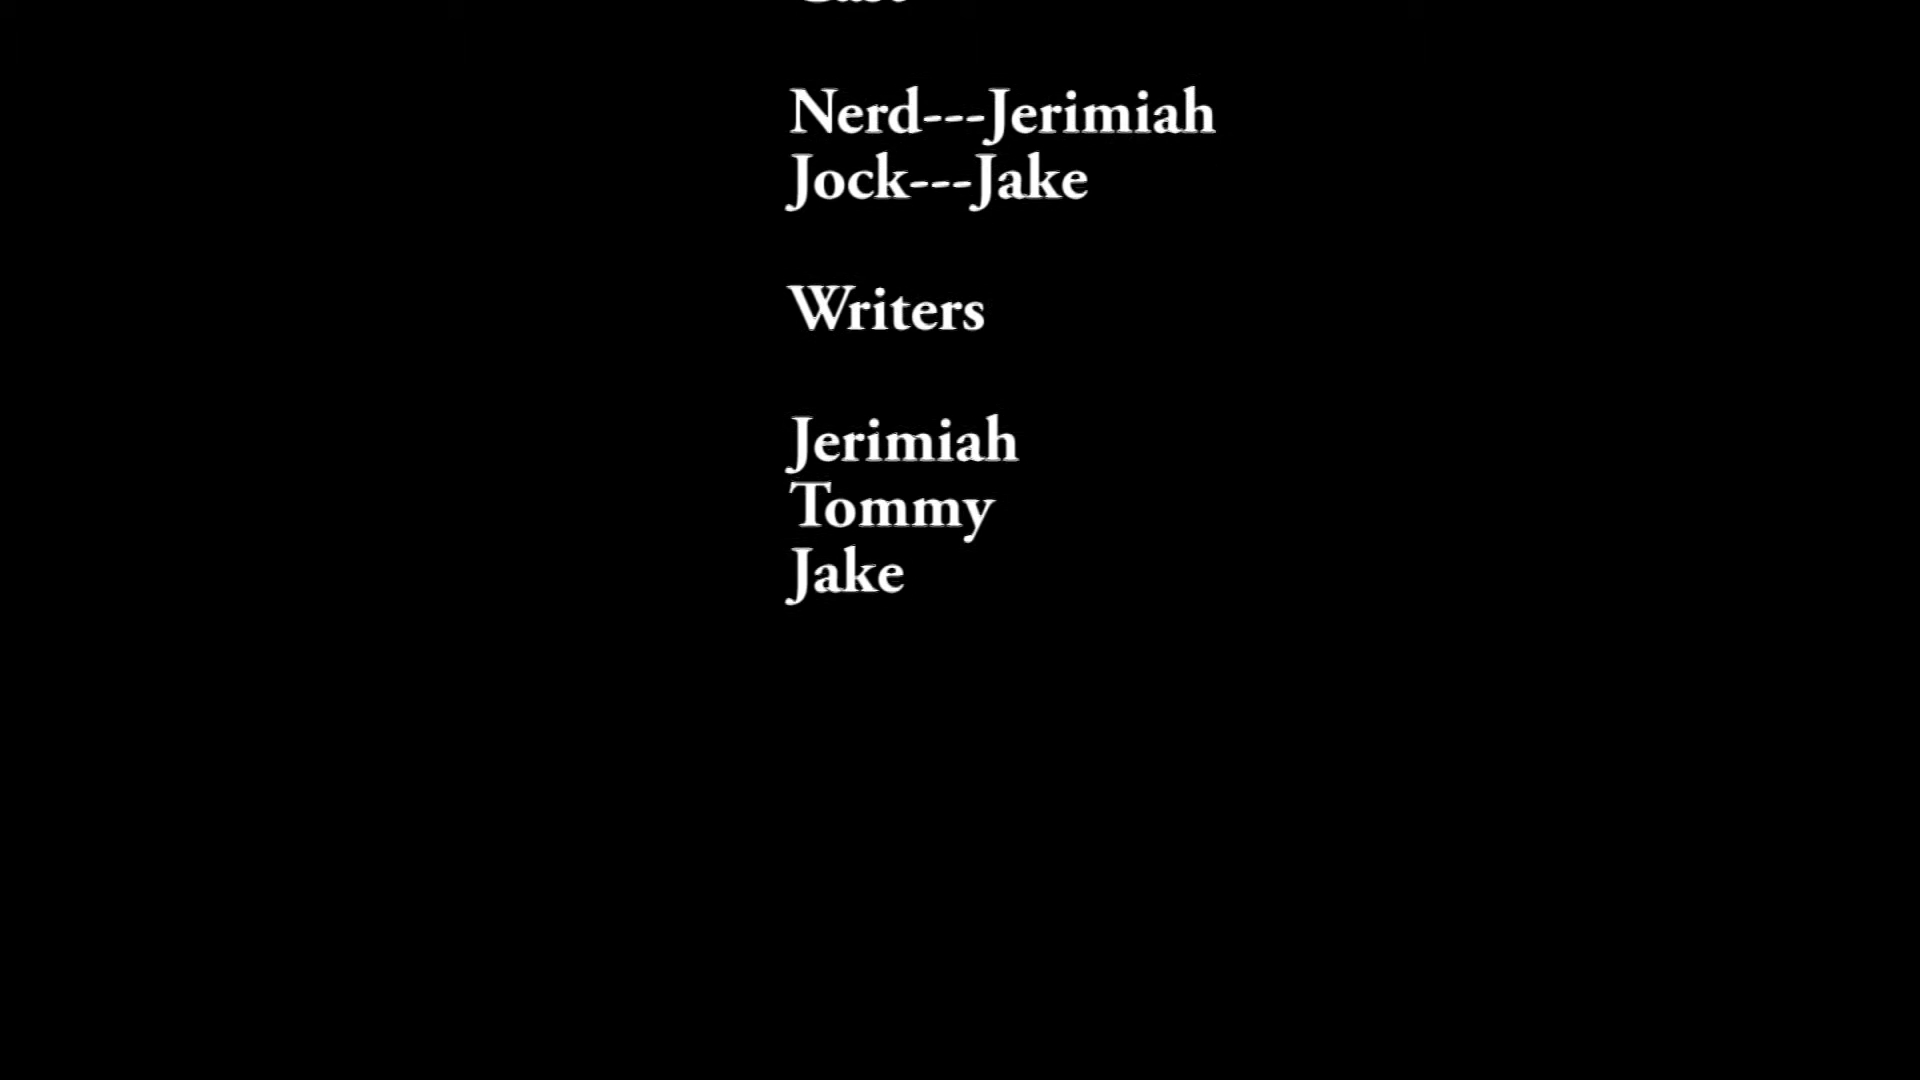 Nerd---Jerimiah
Jock---Jake
Writers
Jerimiah
Tommy
Jake